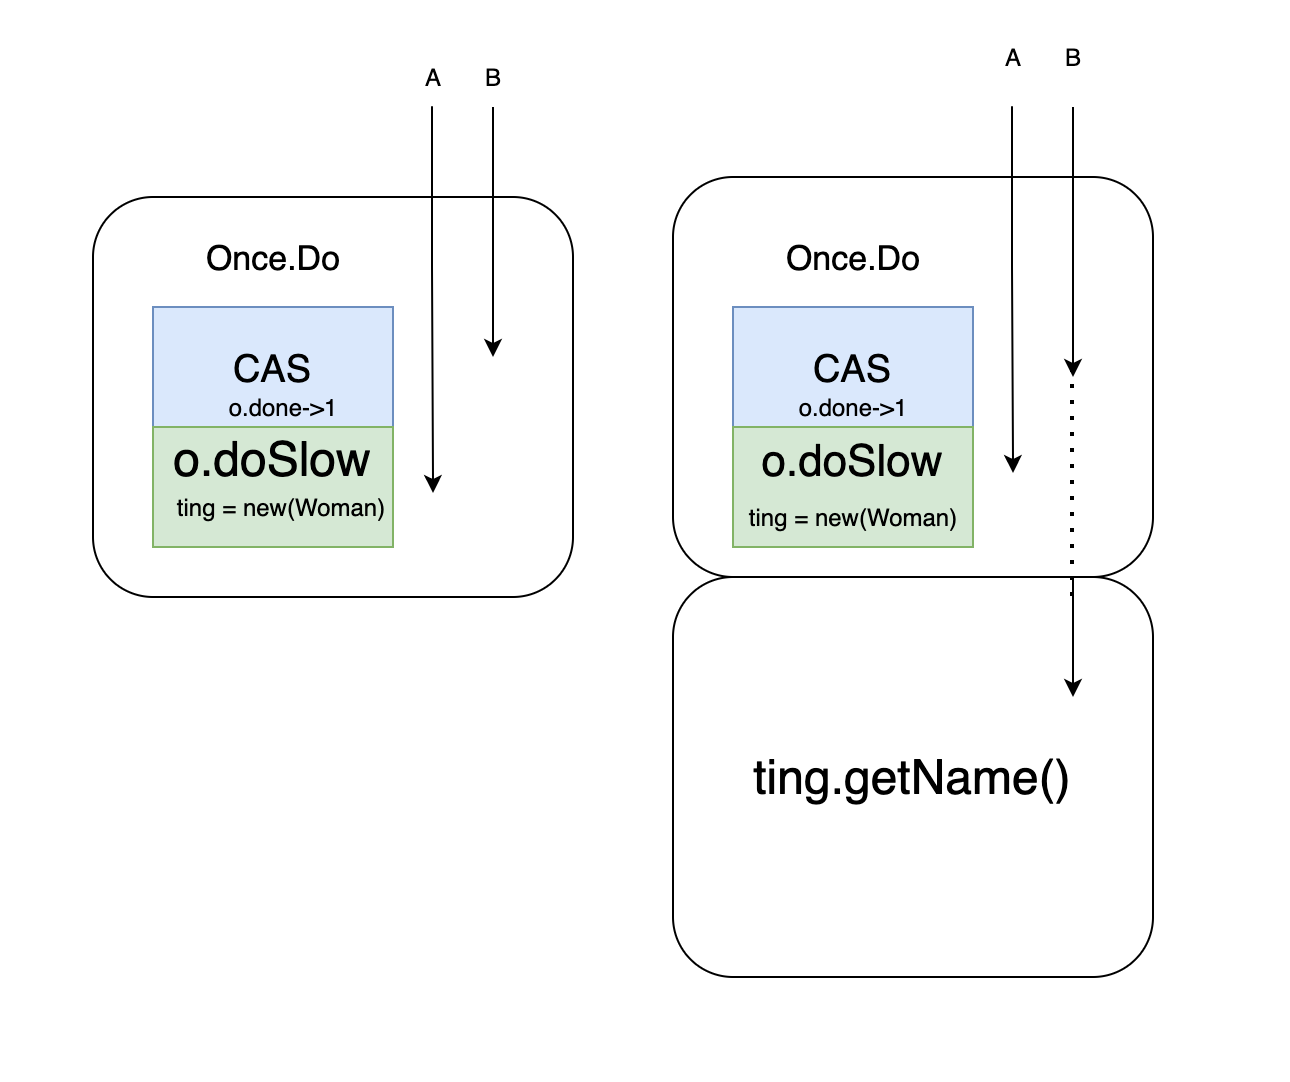 A B
Once.Do
CAS
o.done->1
o.doSlow
ting = new(Woman)
A B
Once.Do
CAS
o.done->1
o.doSlow
ting = new(Woman)
ting.getName()